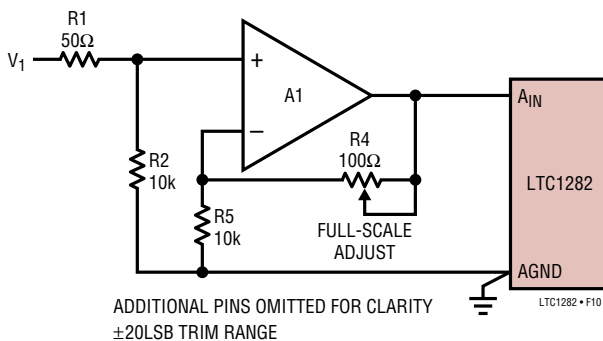 R1
50Ω
V1
+
A1
−
R2
10k
R4
100Ω
R5
10k
FULL-SCALE
ADJUST
AIN
LTC1282
AGND
LTC1282 • F10
ADDITIONAL PINS OMITTED FOR CLARITY
±20LSB TRIM RANGE